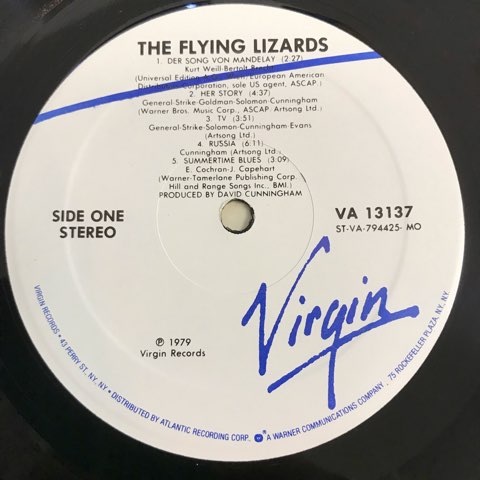 THE FLYING LIZARDS
1. DER SONG VON MANDELAY (2:27)
Kurt Weill-Bertolt Brecht
(Universal Edition European American
Distributors Corporation, sole US agent, ASCAP.)
2. HER STORY (4:37)
General-Strike-Goldman-Solomon-Cunningham
(Warner Bros. Music Corp., ASCAP, Artsong Ltd.)
3. TV (3:51)
General-Strike-Solomon-Cunningham-Evans
(Artsong Ltd.)
4. RUSSIA (6:11)
Cunningham (Artsong Ltd.)
5. SUMMERTIME BLUES (3:09)
E. Cochran-J. Capehart
(Warner-Tamerlane Publishing Corp.
Hill and Range Songs Inc., BMI.)
PRODUCED BY DAVID CUNNINGHAM
SIDE ONE
STEREO
VA 13137
ST-VA-794425- MO
℗ 1979
Virgin Records
Virgin
VIRGIN RECORDS • 43 PERRY ST., NY., NY. • DISTRIBUTED BY ATLANTIC RECORDING CORP. A WARNER COMMUNICATIONS COMPANY. 75 ROCKEFELLER PLAZA, NY, NY.